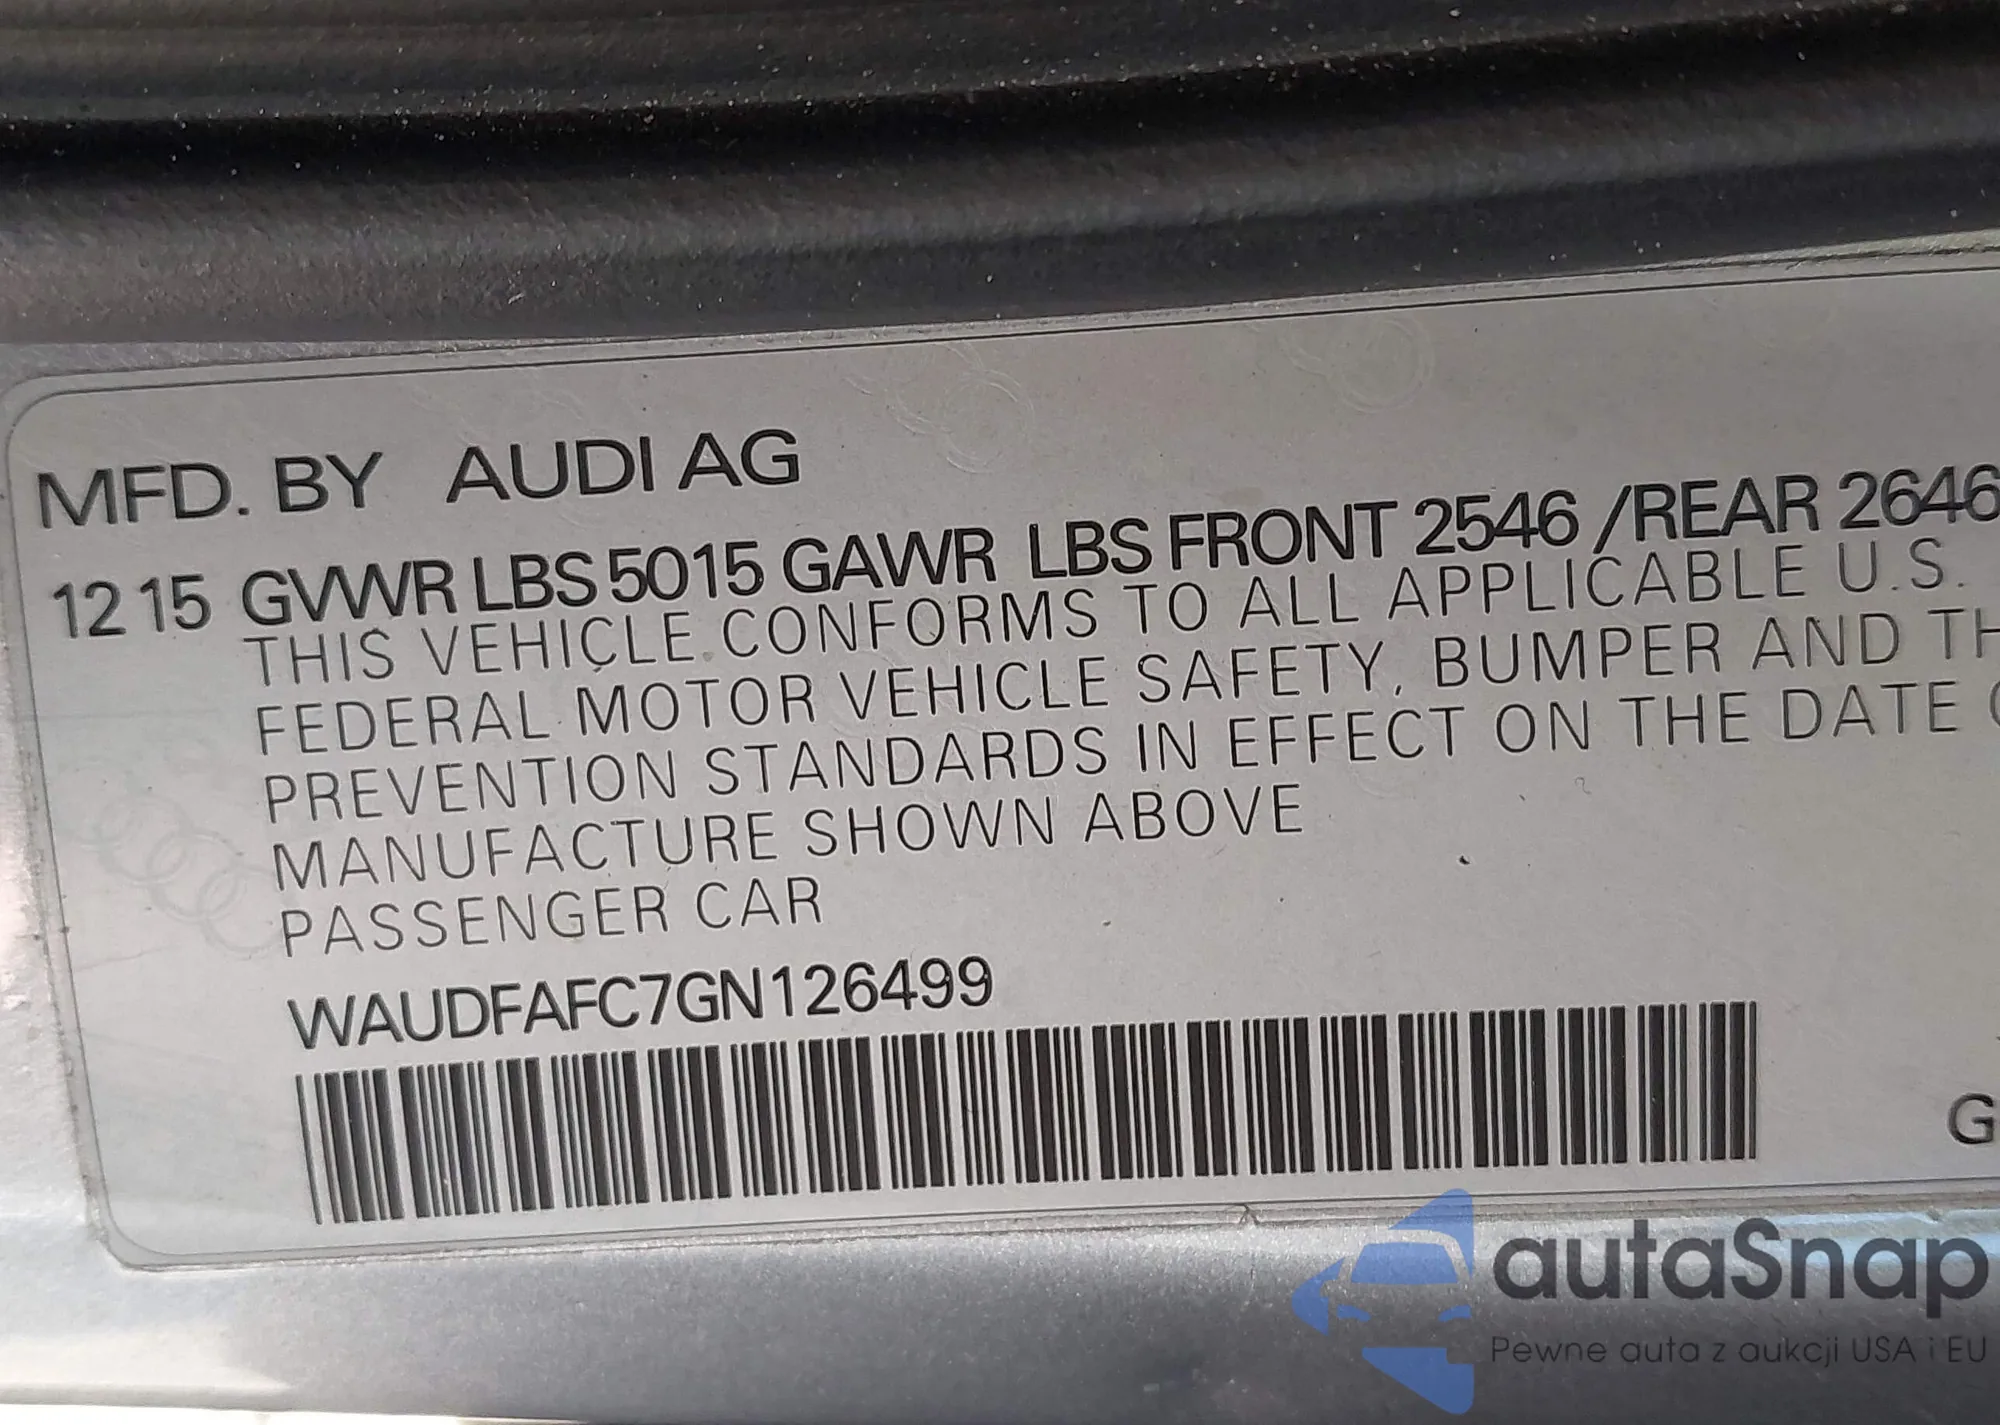 MFD. BY AUDI AG
12 15 GVWR LBS 5015 GAWR LBS FRONT 2546 /REAR 2646
THIS VEHICLE CONFORMS TO ALL APPLICABLE U.S.
FEDERAL MOTOR VEHICLE SAFETY, BUMPER AND TH
PREVENTION STANDARDS IN EFFECT ON THE DATE O
MANUFACTURE SHOWN ABOVE
PASSENGER CAR
WAUDFAFC7GN126499
G
autaSnap
Pewne auta z aukcji USA i EU